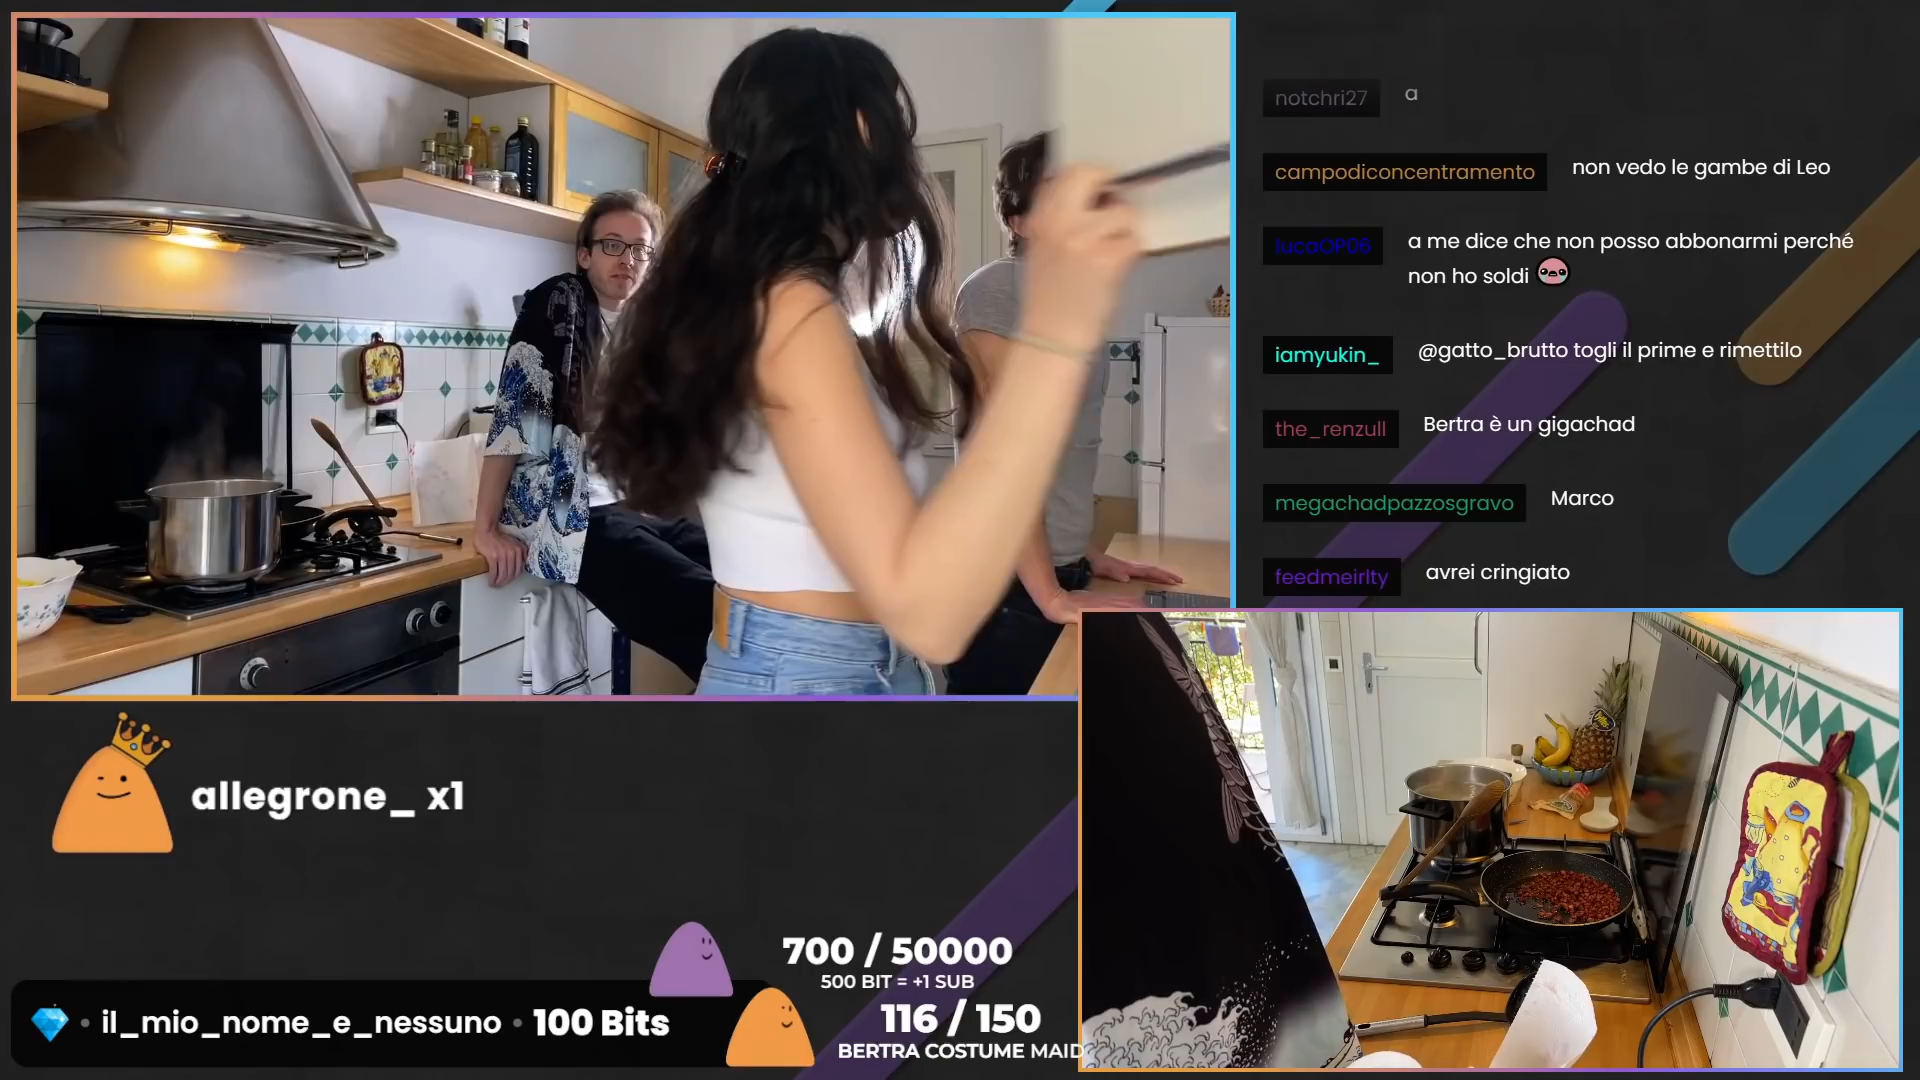 notchri27 a
campodiconcentramento non vedo le gambe di Leo
lucaOP06 a me dice che non posso abbonarmi perché
non ho soldi
iamyukin_ @gatto_brutto togli il prime e rimettilo
the_renzull Bertra è un gigachad
megachadpazzosgravo Marco
feedmeirlty avrei cringiato
allegrone_ x1
700 / 50000
500 BIT = +1 SUB
il_mio_nome_e_nessuno • 100 Bits
116 / 150
BERTRA COSTUME MAID